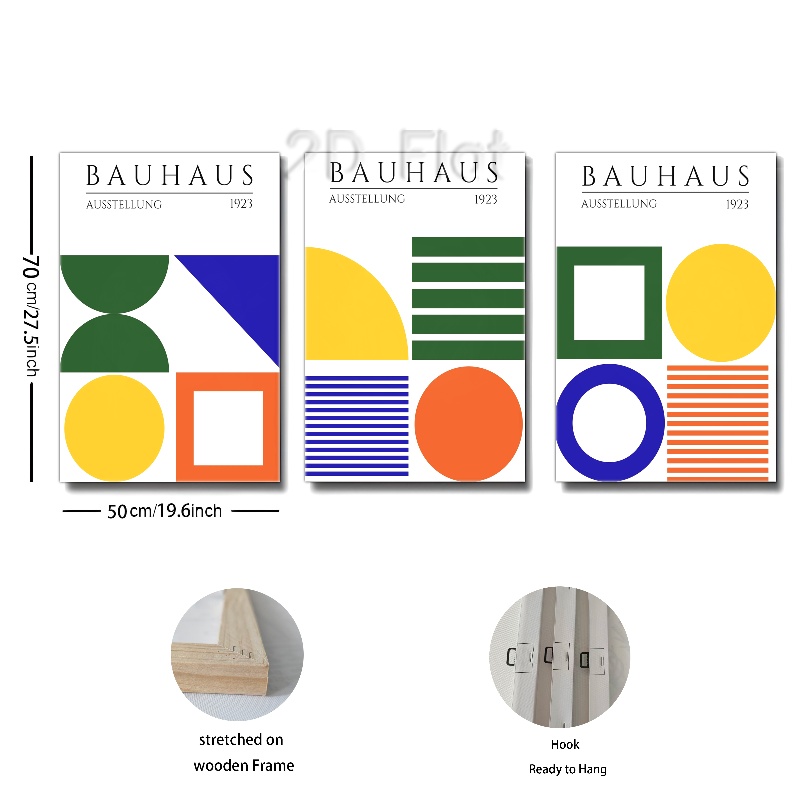 2D Flat
BAUHAUS
AUSSTELLUNG 1923
BAUHAUS
AUSSTELLUNG 1923
BAUHAUS
AUSSTELLUNG 1923
70 cm/27.5inch
50cm/19.6inch
stretched on
wooden Frame
Hook
Ready to Hang